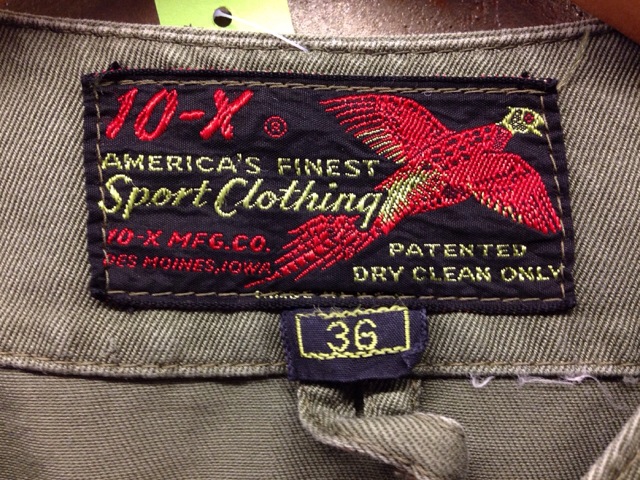 10-X ®
AMERICA'S FINEST
Sport Clothing
10-X MFG.CO.
DES MOINES, IOWA
PATENTED
DRY CLEAN ONLY
36